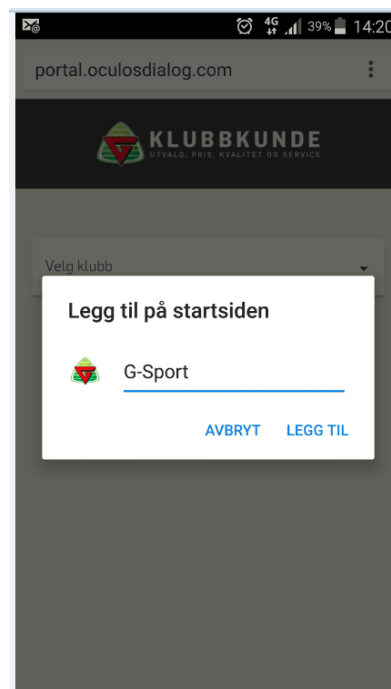 4G 39% 14:20
portal.oculosdialog.com
KLUBBKUNDE
UTVALG, PRIS, KVALITET OG SERVICE
Velg klubb
Legg til på startsiden
G-Sport
AVBRYT LEGG TIL